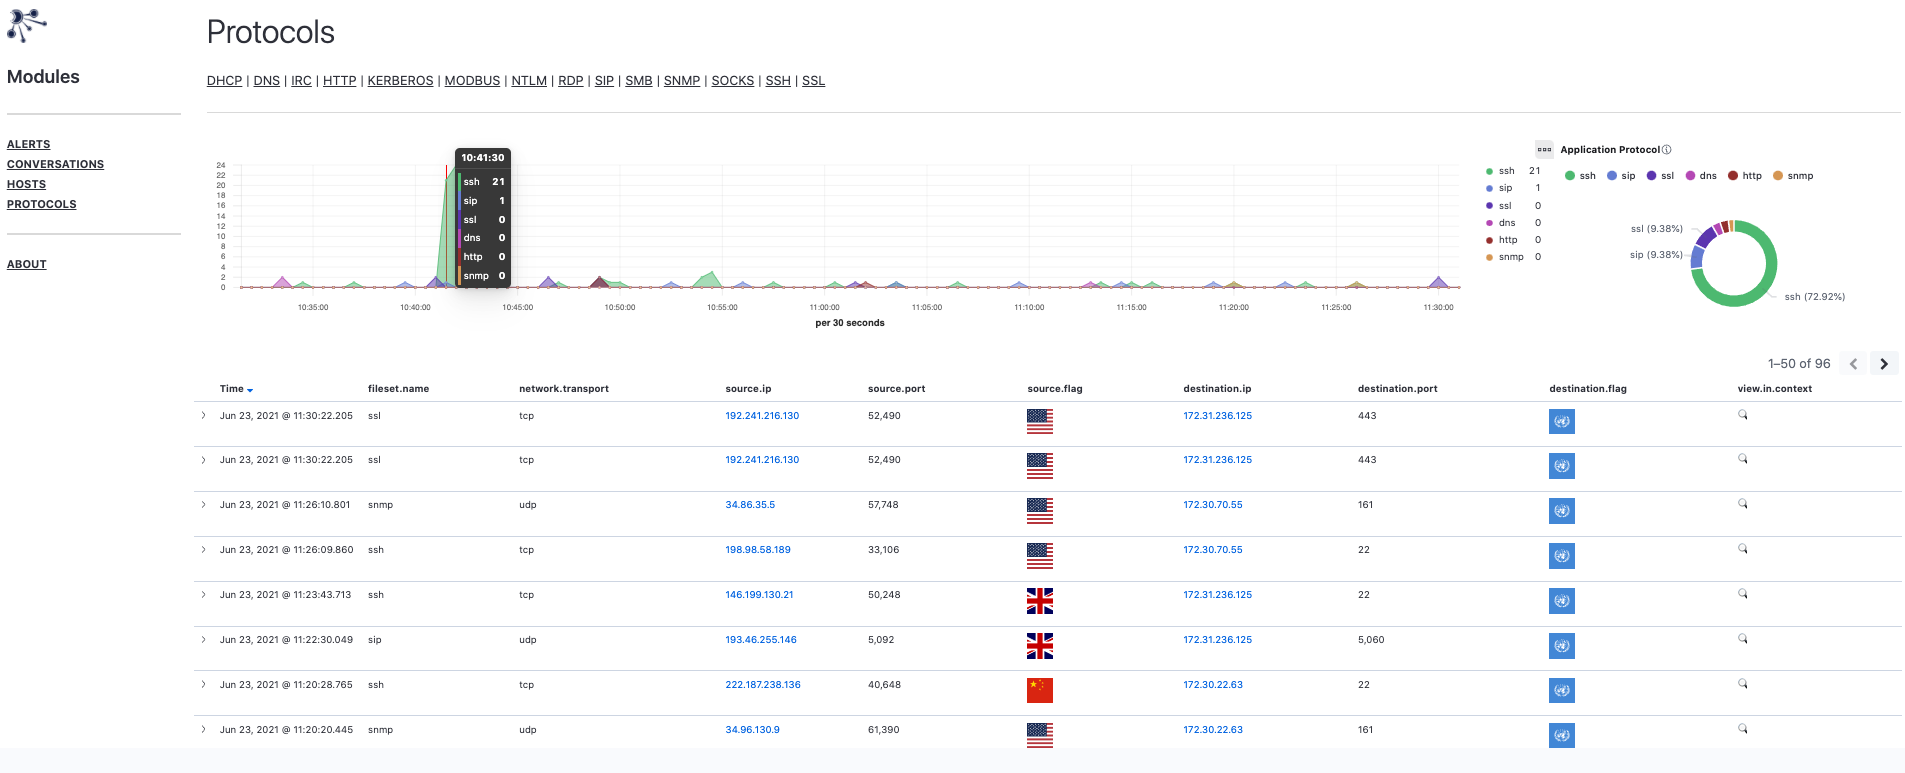 Protocols
Modules
DHCP | DNS | IRC | HTTP | KERBEROS | MODBUS | NTLM | RDP | SIP | SMB | SNMP | SOCKS | SSH | SSL
ALERTS
CONVERSATIONS
HOSTS
PROTOCOLS
ABOUT
24
22
20
18
16
14
12
10
8
6
4
2
0
10:41:30
ssh 21
sip 1
ssl 0
dns 0
http 0
snmp 0
10:35:00 10:40:00 10:45:00 10:50:00 10:55:00 11:00:00 11:05:00 11:10:00 11:15:00 11:20:00 11:25:00 11:30:00
per 30 seconds
ssh 21
sip 1
ssl 0
dns 0
http 0
snmp 0
Application Protocol
ssh sip ssl dns http snmp
ssl (9.38%)
sip (9.38%)
ssh (72.92%)
1–50 of 96
Time fileset.name network.transport source.ip source.port source.flag destination.ip destination.port destination.flag view.in.context
Jun 23, 2021 @ 11:30:22.205 ssl tcp 192.241.216.130 52,490 172.31.236.125 443
Jun 23, 2021 @ 11:30:22.205 ssl tcp 192.241.216.130 52,490 172.31.236.125 443
Jun 23, 2021 @ 11:26:10.801 snmp udp 34.86.35.5 57,748 172.30.70.55 161
Jun 23, 2021 @ 11:26:09.860 ssh tcp 198.98.58.189 33,106 172.30.70.55 22
Jun 23, 2021 @ 11:23:43.713 ssh tcp 146.199.130.21 50,248 172.31.236.125 22
Jun 23, 2021 @ 11:22:30.049 sip udp 193.46.255.146 5,092 172.31.236.125 5,060
Jun 23, 2021 @ 11:20:28.765 ssh tcp 222.187.238.136 40,648 172.30.22.63 22
Jun 23, 2021 @ 11:20:20.445 snmp udp 34.96.130.9 61,390 172.30.22.63 161